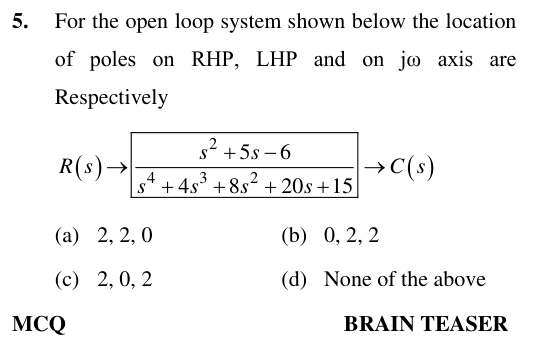 5. For the open loop system shown below the location
of poles on RHP, LHP and on jω axis are
Respectively
R(s) → (s² + 5s − 6) / (s⁴ + 4s³ + 8s² + 20s + 15) → C(s)
(a) 2, 2, 0 (b) 0, 2, 2
(c) 2, 0, 2 (d) None of the above
MCQ BRAIN TEASER